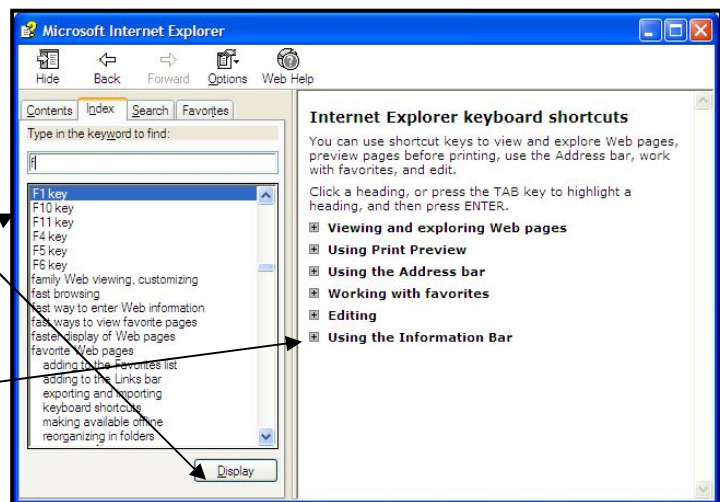 Microsoft Internet Explorer
Hide Back Forward Options Web Help
Contents Index Search Favorites
Type in the keyword to find:
f
F1 key
F10 key
F11 key
F4 key
F5 key
F6 key
family Web viewing, customizing
fast browsing
fast way to enter Web information
fast ways to view favorite pages
faster display of Web pages
favorite Web pages
adding to the Favorites list
adding to the Links bar
exporting and importing
keyboard shortcuts
making available offline
reorganizing in folders
Display
Internet Explorer keyboard shortcuts
You can use shortcut keys to view and explore Web pages,
preview pages before printing, use the Address bar, work
with favorites, and edit.
Click a heading, or press the TAB key to highlight a
heading, and then press ENTER.
Viewing and exploring Web pages
Using Print Preview
Using the Address bar
Working with favorites
Editing
Using the Information Bar